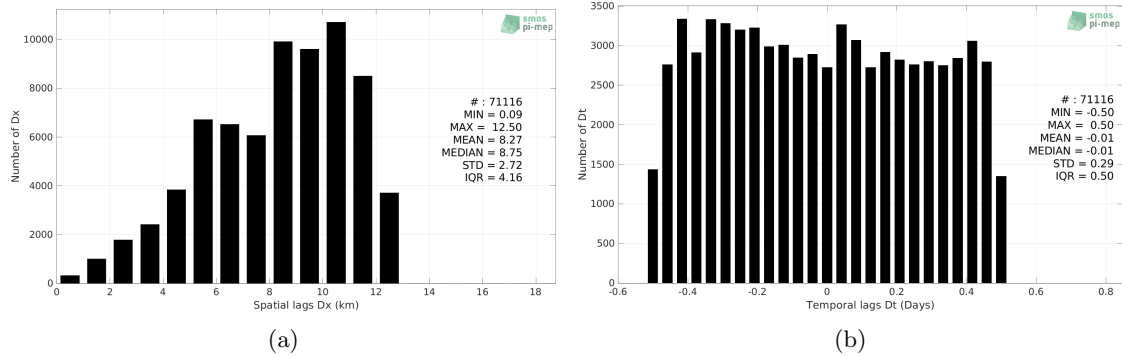 10000
8000
6000
4000
2000
0
Number of Dx
smos
pi-mep
# : 71116
MIN = 0.09
MAX = 12.50
MEAN = 8.27
MEDIAN = 8.75
STD = 2.72
IQR = 4.16
0 2 4 6 8 10 12 14 16 18
Spatial lags Dx (km)
(a)
3500
3000
2500
2000
1500
1000
500
0
Number of Dt
smos
pi-mep
# : 71116
MIN = -0.50
MAX = 0.50
MEAN = -0.01
MEDIAN = -0.01
STD = 0.29
IQR = 0.50
-0.6 -0.4 -0.2 0 0.2 0.4 0.6 0.8
Temporal lags Dt (Days)
(b)